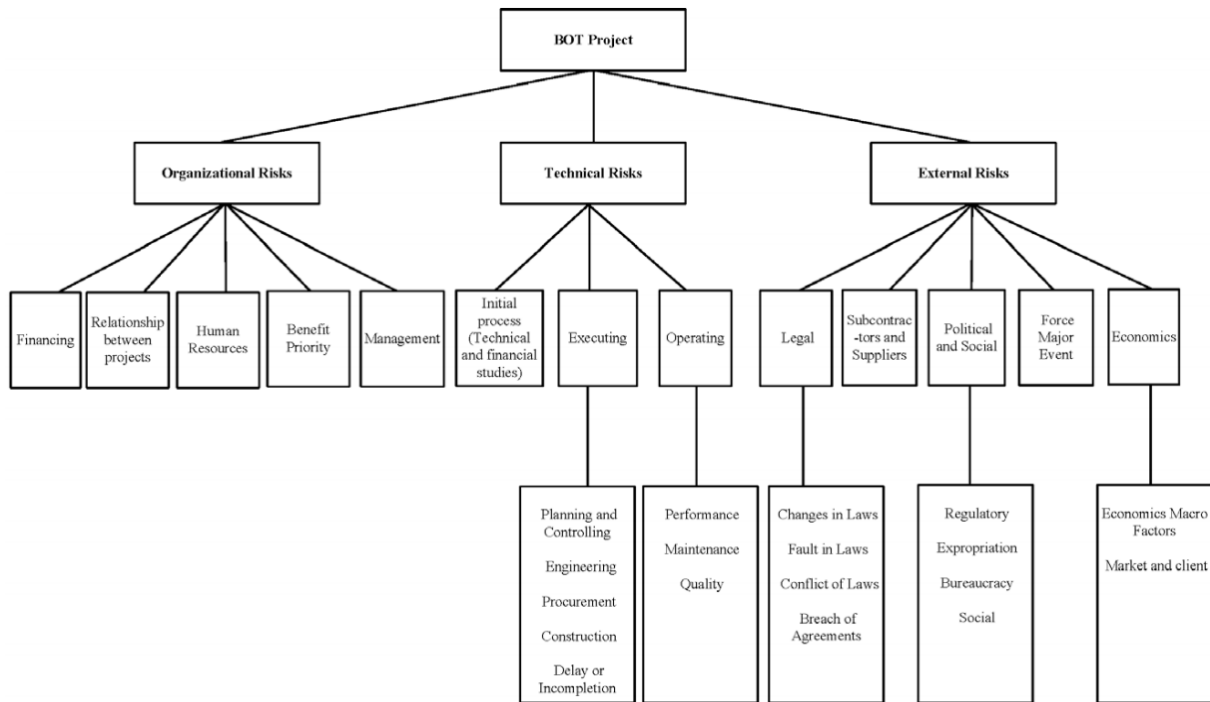 BOT Project
Organizational Risks
Technical Risks
External Risks
Financing
Relationship
between
projects
Human
Resources
Benefit
Priority
Management
Initial
process
(Technical
and financial
studies)
Executing
Operating
Legal
Subcontrac
-tors and
Suppliers
Political
and Social
Force
Major
Event
Economics
Planning and
Controlling
Engineering
Procurement
Construction
Delay or
Incompletion
Performance
Maintenance
Quality
Changes in Laws
Fault in Laws
Conflict of Laws
Breach of
Agreements
Regulatory
Expropriation
Bureaucracy
Social
Economics Macro
Factors
Market and client